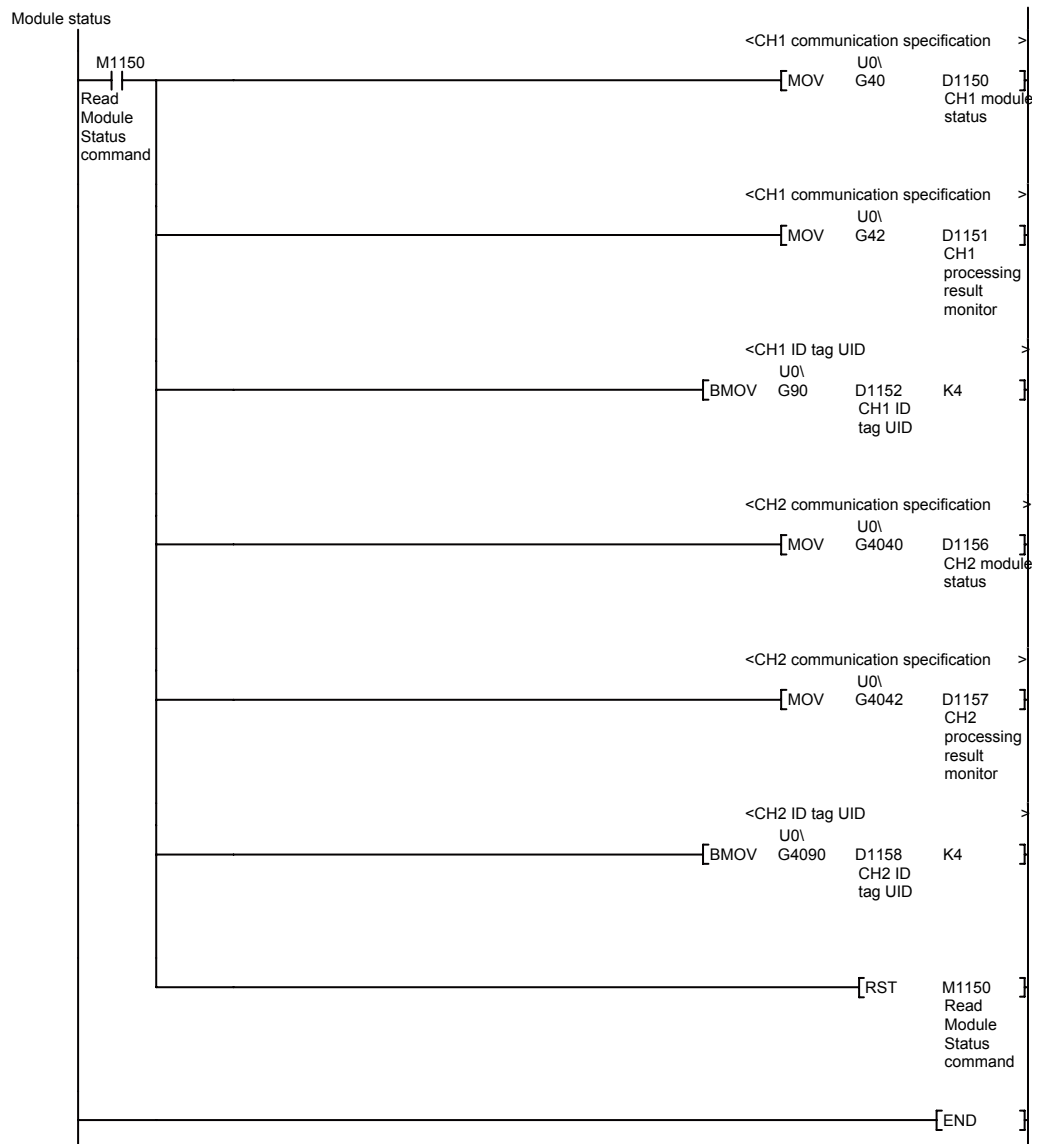 Module status
<CH1 communication specification >
M1150
U0\
MOV G40 D1150
Read
Module
Status
command
CH1 module
status
<CH1 communication specification >
U0\
MOV G42 D1151
CH1
processing
result
monitor
<CH1 ID tag UID >
U0\
BMOV G90 D1152 K4
CH1 ID
tag UID
<CH2 communication specification >
U0\
MOV G4040 D1156
CH2 module
status
<CH2 communication specification >
U0\
MOV G4042 D1157
CH2
processing
result
monitor
<CH2 ID tag UID >
U0\
BMOV G4090 D1158 K4
CH2 ID
tag UID
RST M1150
Read
Module
Status
command
END